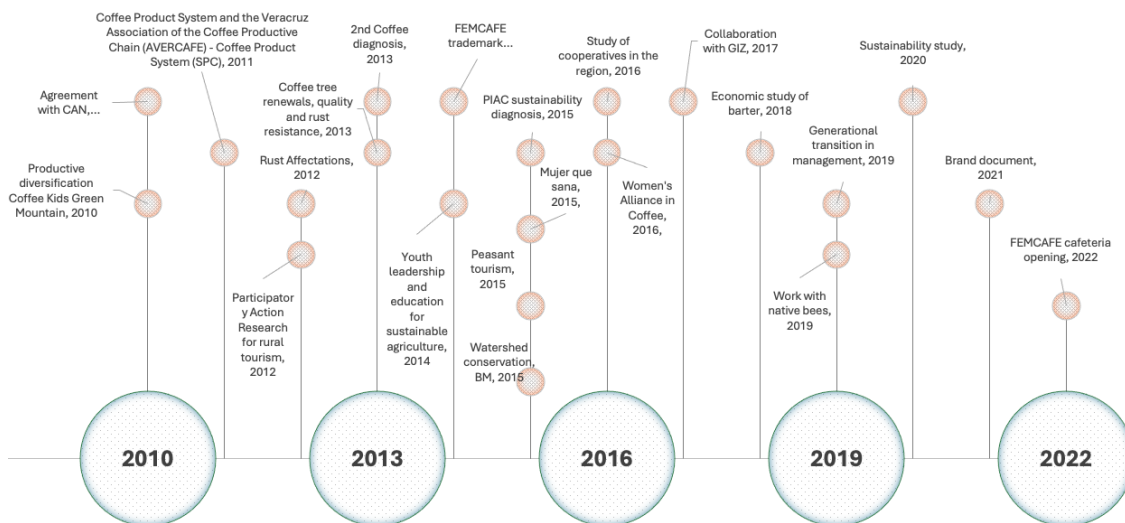 Coffee Product System and the Veracruz
Association of the Coffee Productive
Chain (AVERCAFE) - Coffee Product
System (SPC), 2011
Agreement
with CAN,...
Productive
diversification
Coffee Kids Green
Mountain, 2010
Rust Affectations,
2012
Participator
y Action
Research
for rural
tourism,
2012
2nd Coffee
diagnosis,
2013
Coffee tree
renewals, quality
and rust
resistance, 2013
FEMCAFE
trademark...
Youth
leadership
and
education
for
sustainable
agriculture,
2014
PIAC sustainability
diagnosis, 2015
Mujer que
sana,
2015,
Peasant
tourism,
2015
Watershed
conservation,
BM, 2015
Study of
cooperatives in the
region, 2016
Women's
Alliance in
Coffee,
2016,
Collaboration
with GIZ, 2017
Economic study of
barter, 2018
Generational
transition in
management, 2019
Work with
native bees,
2019
Sustainability study,
2020
Brand document,
2021
FEMCAFE cafeteria
opening, 2022
2010
2013
2016
2019
2022